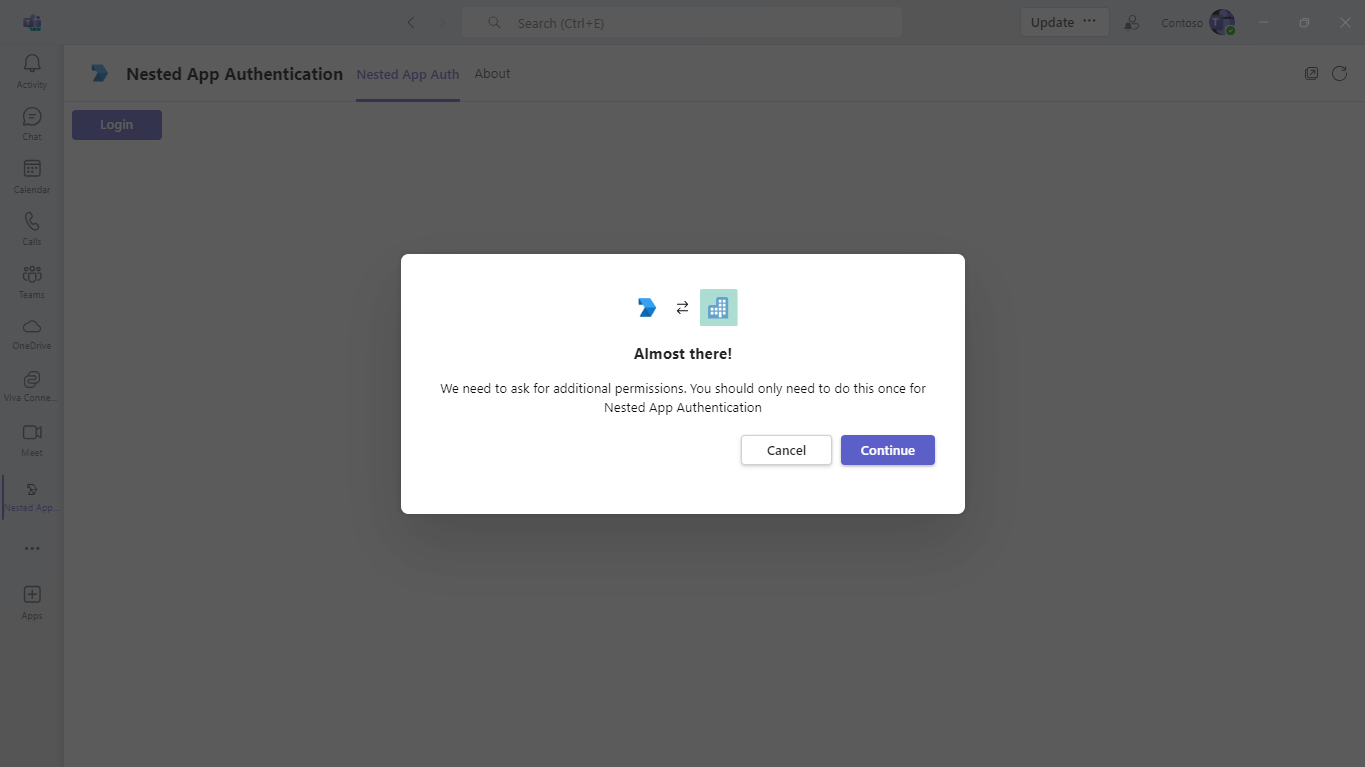 Search (Ctrl+E)
Update ···
Contoso
T
Activity
Chat
Calendar
Calls
Teams
OneDrive
Viva Conne...
Meet
Nested App...
Apps
Nested App Authentication
Nested App Auth
About
Login
Almost there!
We need to ask for additional permissions. You should only need to do this once for
Nested App Authentication
Cancel
Continue